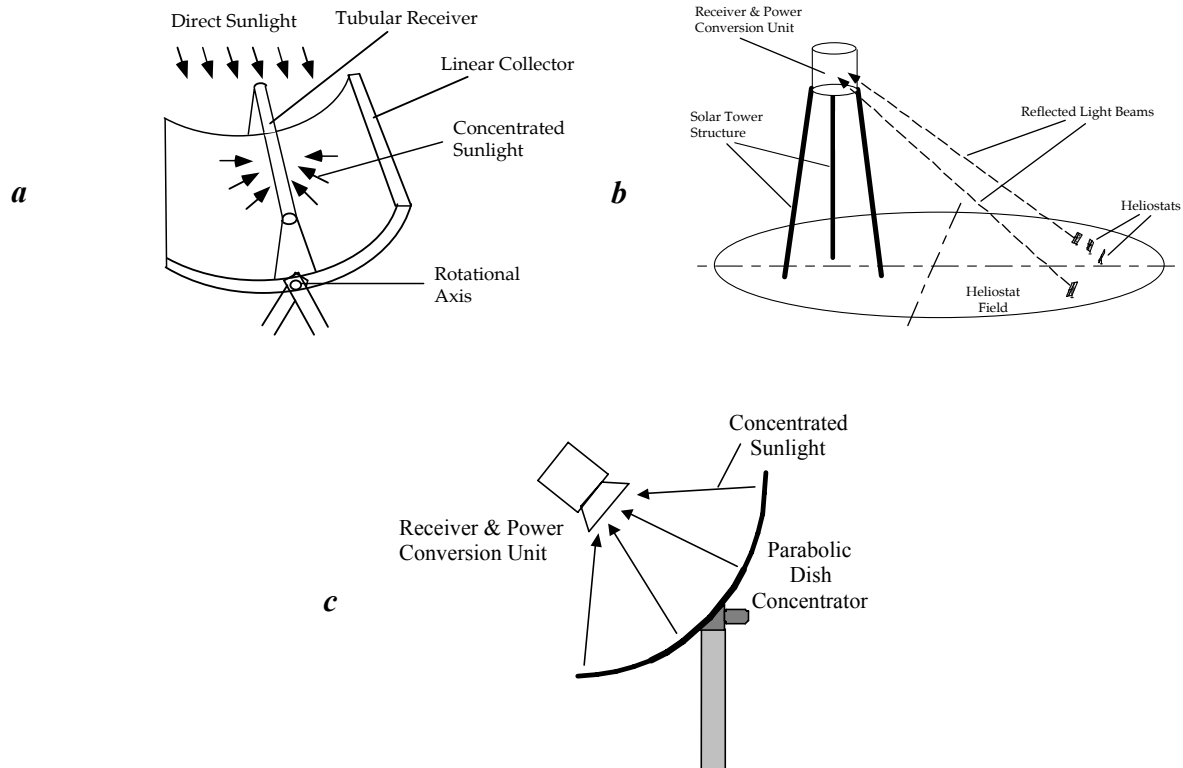 Direct Sunlight
Tubular Receiver
Linear Collector
Concentrated
Sunlight
Rotational
Axis
a
Receiver & Power
Conversion Unit
Solar Tower
Structure
Reflected Light Beams
Heliostats
Heliostat
Field
b
Concentrated
Sunlight
Receiver & Power
Conversion Unit
Parabolic
Dish
Concentrator
c